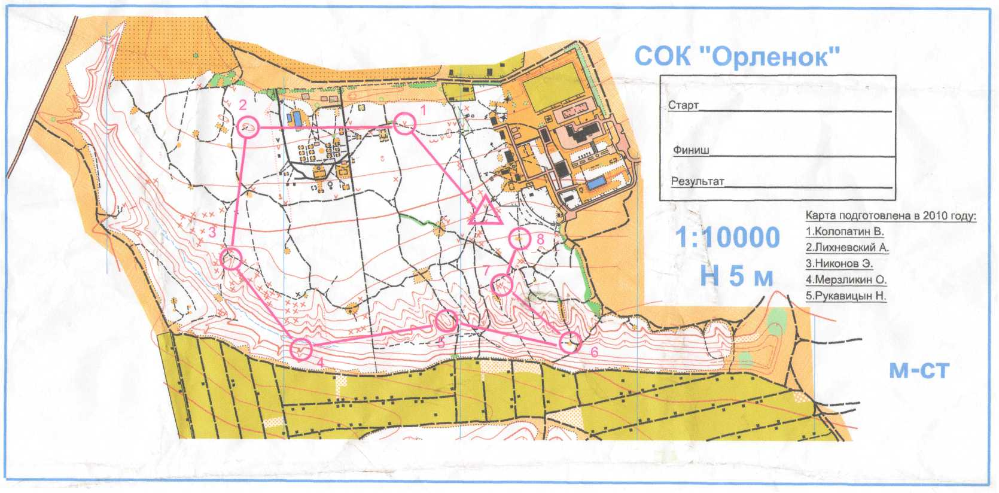 СОК "Орленок"
Старт
Финиш
Результат
Карта подготовлена в 2010 году:
1.Колопатин В.
2.Лихневский А.
3.Никонов Э.
4.Мерзликин О.
5.Рукавицын Н.
1:10000
Н 5 м
м-ст
1
2
3
4
5
6
7
8